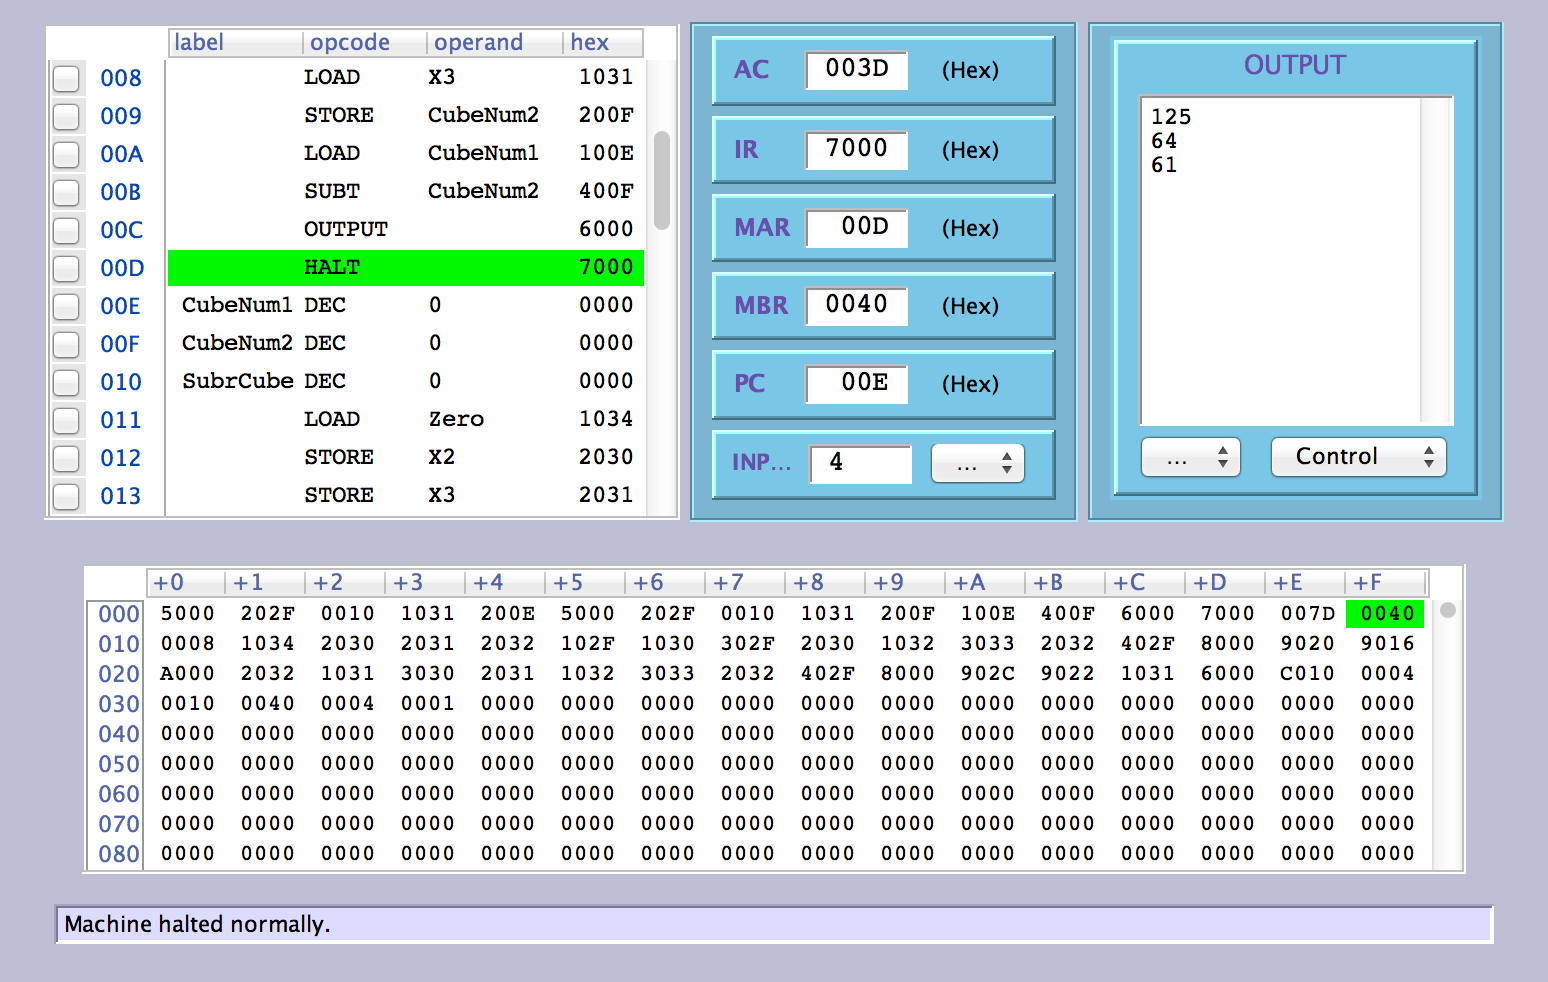 label opcode operand hex
008 LOAD X3 1031
009 STORE CubeNum2 200F
00A LOAD CubeNum1 100E
00B SUBT CubeNum2 400F
00C OUTPUT 6000
00D HALT 7000
00E CubeNum1 DEC 0 0000
00F CubeNum2 DEC 0 0000
010 SubrCube DEC 0 0000
011 LOAD Zero 1034
012 STORE X2 2030
013 STORE X3 2031
AC 003D (Hex)
IR 7000 (Hex)
MAR 00D (Hex)
MBR 0040 (Hex)
PC 00E (Hex)
INP... 4 ...
OUTPUT
125
64
61
... Control
+0 +1 +2 +3 +4 +5 +6 +7 +8 +9 +A +B +C +D +E +F
000 5000 202F 0010 1031 200E 5000 202F 0010 1031 200F 100E 400F 6000 7000 007D 0040
010 0008 1034 2030 2031 2032 102F 1030 302F 2030 1032 3033 2032 402F 8000 9020 9016
020 A000 2032 1031 3030 2031 1032 3033 2032 402F 8000 902C 9022 1031 6000 C010 0004
030 0010 0040 0004 0001 0000 0000 0000 0000 0000 0000 0000 0000 0000 0000 0000 0000
040 0000 0000 0000 0000 0000 0000 0000 0000 0000 0000 0000 0000 0000 0000 0000 0000
050 0000 0000 0000 0000 0000 0000 0000 0000 0000 0000 0000 0000 0000 0000 0000 0000
060 0000 0000 0000 0000 0000 0000 0000 0000 0000 0000 0000 0000 0000 0000 0000 0000
070 0000 0000 0000 0000 0000 0000 0000 0000 0000 0000 0000 0000 0000 0000 0000 0000
080 0000 0000 0000 0000 0000 0000 0000 0000 0000 0000 0000 0000 0000 0000 0000 0000
Machine halted normally.